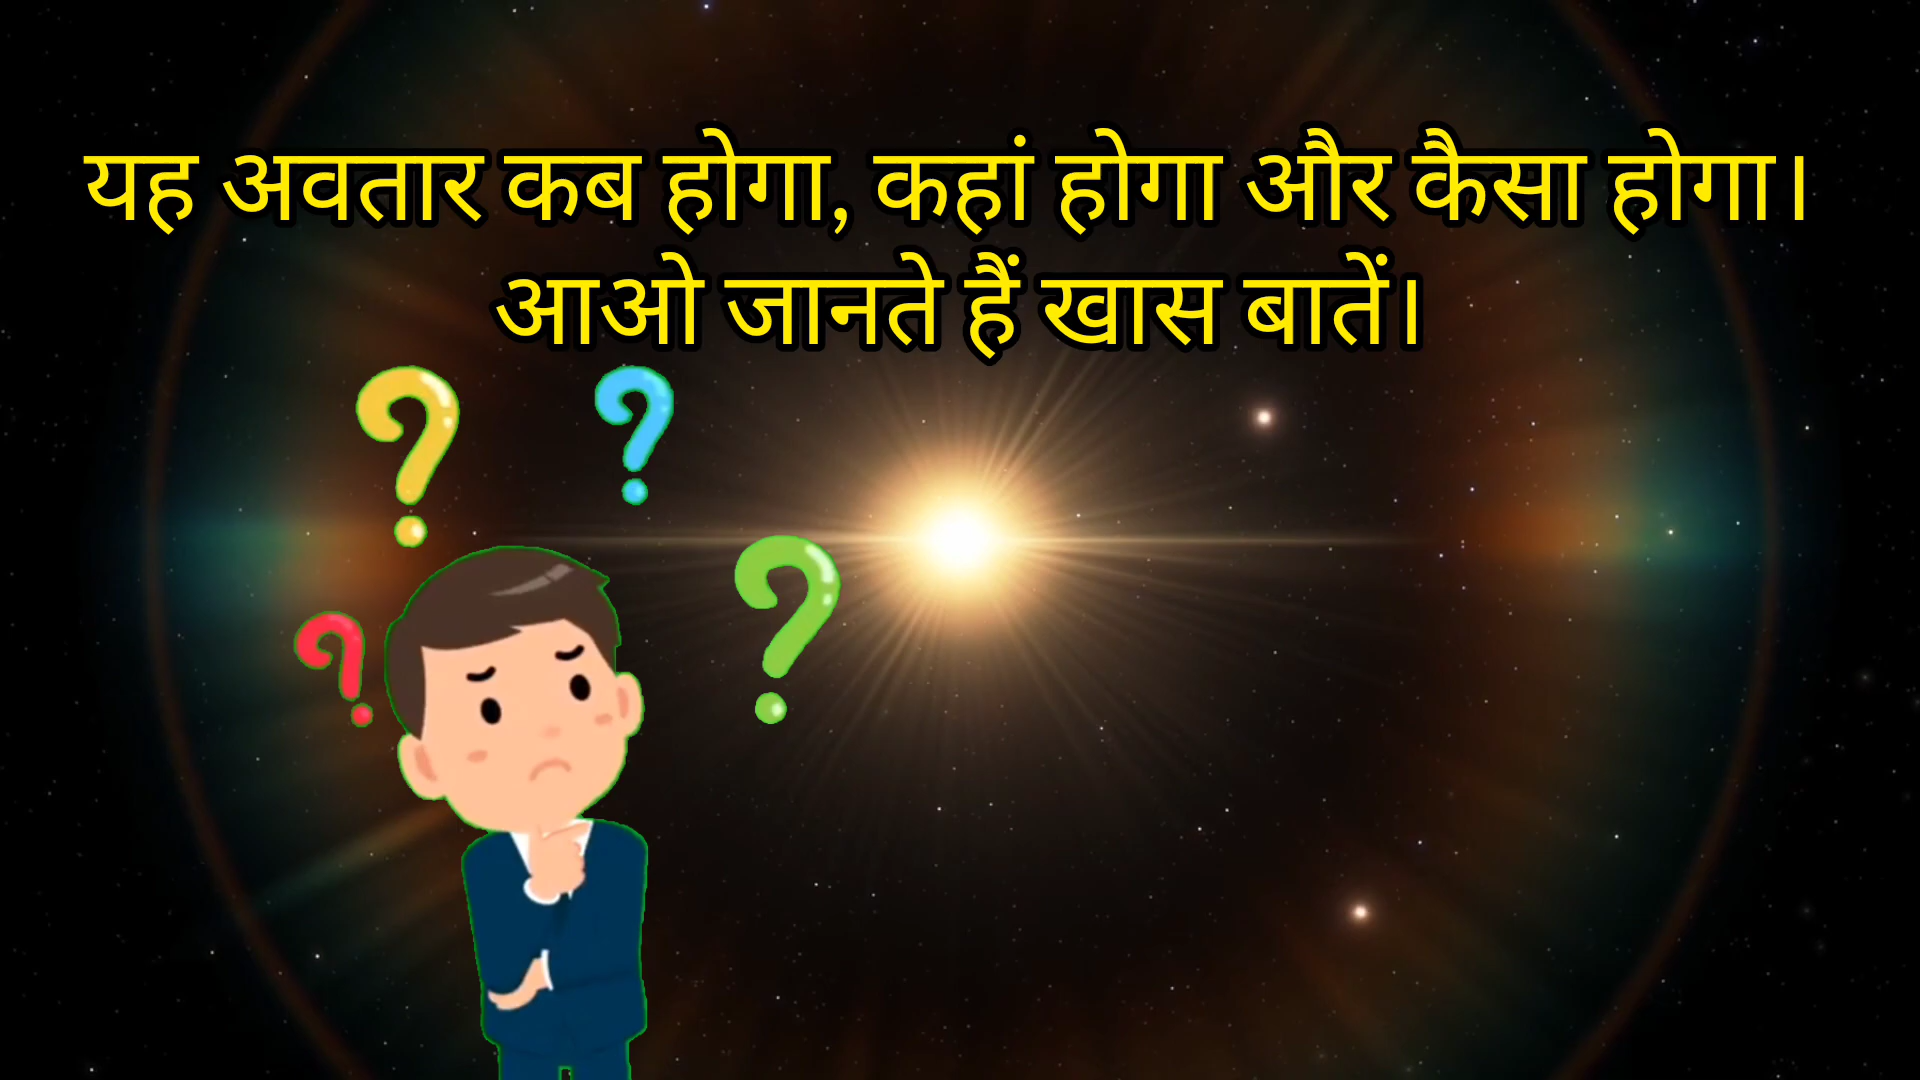 यह अवतार कब होगा, कहां होगा और कैसा होगा।
आओ जानते हैं खास बातें।